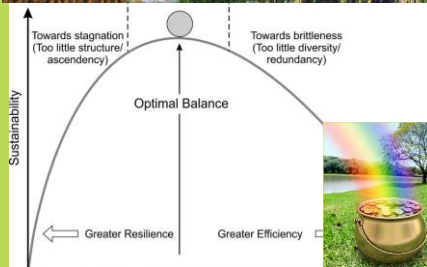 Towards stagnation
(Too little structure/
ascendency)
Towards brittleness
(Too little diversity/
redundancy)
Optimal Balance
Sustainability
Greater Resilience
Greater Efficiency